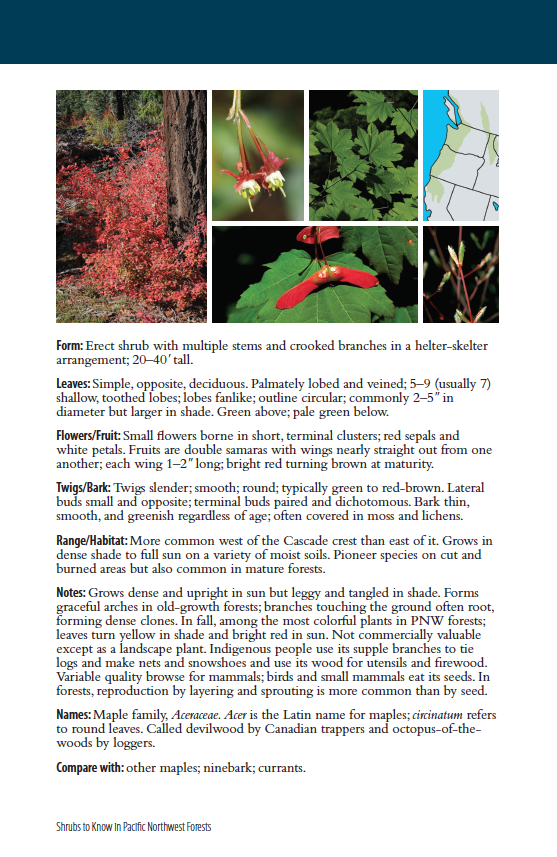 Form: Erect shrub with multiple stems and crooked branches in a helter-skelter
arrangement; 20–40′ tall.
Leaves: Simple, opposite, deciduous. Palmately lobed and veined; 5–9 (usually 7)
shallow, toothed lobes; lobes fanlike; outline circular; commonly 2–5″ in
diameter but larger in shade. Green above; pale green below.
Flowers/Fruit: Small flowers borne in short, terminal clusters; red sepals and
white petals. Fruits are double samaras with wings nearly straight out from one
another; each wing 1–2″ long; bright red turning brown at maturity.
Twigs/Bark: Twigs slender; smooth; round; typically green to red-brown. Lateral
buds small and opposite; terminal buds paired and dichotomous. Bark thin,
smooth, and greenish regardless of age; often covered in moss and lichens.
Range/Habitat: More common west of the Cascade crest than east of it. Grows in
dense shade to full sun on a variety of moist soils. Pioneer species on cut and
burned areas but also common in mature forests.
Notes: Grows dense and upright in sun but leggy and tangled in shade. Forms
graceful arches in old-growth forests; branches touching the ground often root,
forming dense clones. In fall, among the most colorful plants in PNW forests;
leaves turn yellow in shade and bright red in sun. Not commercially valuable
except as a landscape plant. Indigenous people use its supple branches to tie
logs and make nets and snowshoes and use its wood for utensils and firewood.
Variable quality browse for mammals; birds and small mammals eat its seeds. In
forests, reproduction by layering and sprouting is more common than by seed.
Names: Maple family, Aceraceae. Acer is the Latin name for maples; circinatum refers
to round leaves. Called devilwood by Canadian trappers and octopus-of-the-
woods by loggers.
Compare with: other maples; ninebark; currants.
Shrubs to Know in Pacific Northwest Forests